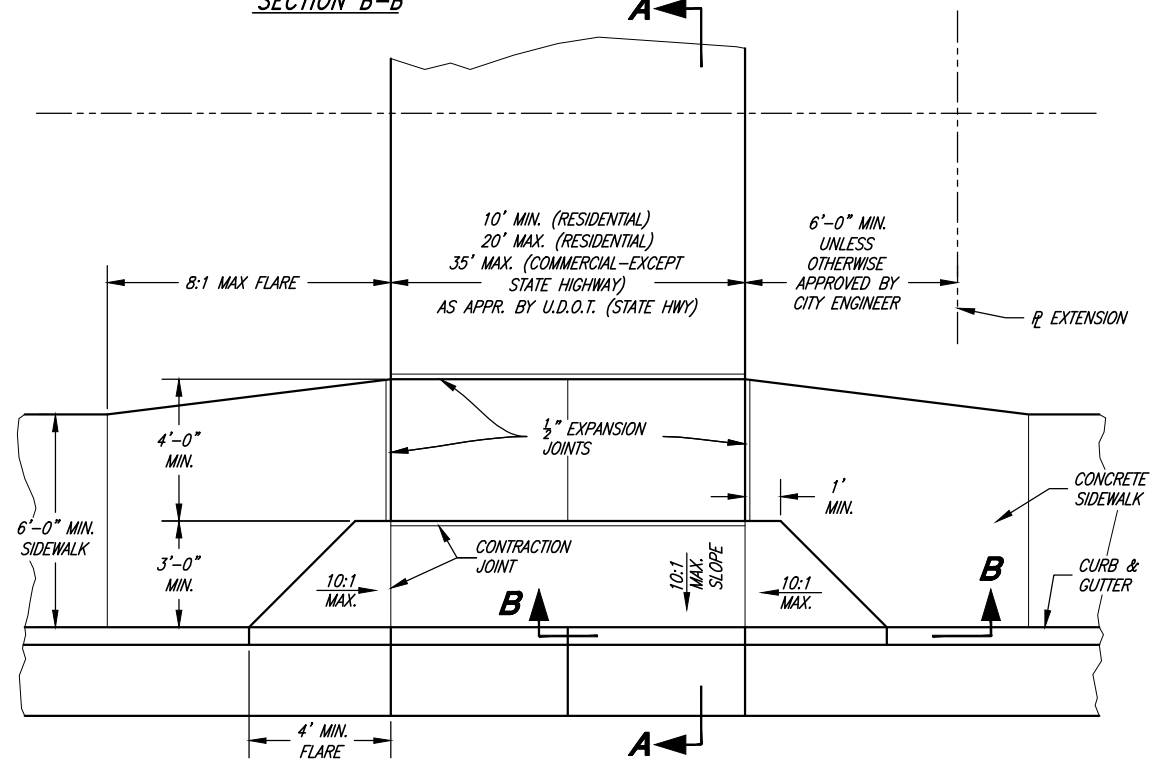 SECTION B-B
A
10' MIN. (RESIDENTIAL)
20' MAX. (RESIDENTIAL)
35' MAX. (COMMERCIAL-EXCEPT
STATE HIGHWAY)
AS APPR. BY U.D.O.T. (STATE HWY)
6'-0" MIN.
UNLESS
OTHERWISE
APPROVED BY
CITY ENGINEER
8:1 MAX FLARE
PL EXTENSION
4'-0"
MIN.
1/2" EXPANSION
JOINTS
1'
MIN.
CONCRETE
SIDEWALK
6'-0" MIN.
SIDEWALK
3'-0"
MIN.
CONTRACTION
JOINT
10:1
MAX.
10:1
MAX.
SLOPE
10:1
MAX.
B
B
CURB &
GUTTER
4' MIN.
FLARE
A